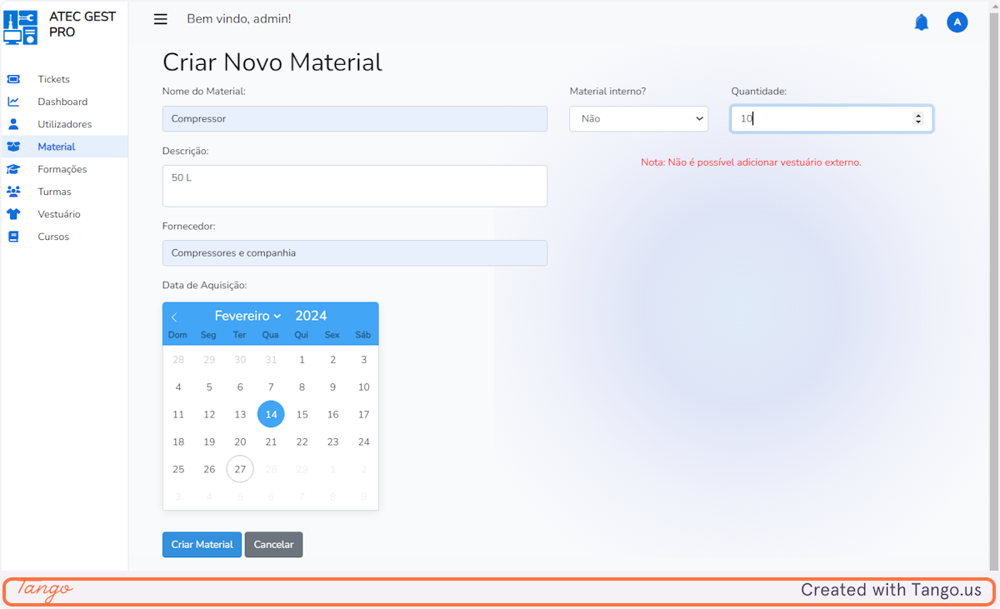 ATEC GEST
PRO
Bem vindo, admin!
A
Tickets
Dashboard
Utilizadores
Material
Formações
Turmas
Vestuário
Cursos
Criar Novo Material
Nome do Material:
Compressor
Material interno?
Não
Quantidade:
10
Nota: Não é possível adicionar vestuário externo.
Descrição:
50 L
Fornecedor:
Compressores e companhia
Data de Aquisição:
Fevereiro 2024
Dom Seg Ter Qua Qui Sex Sáb
28 29 30 31 1 2 3
4 5 6 7 8 9 10
11 12 13 14 15 16 17
18 19 20 21 22 23 24
25 26 27 28 29 1 2
3 4 5 6 7 8 9
Criar Material Cancelar
Tango Created with Tango.us